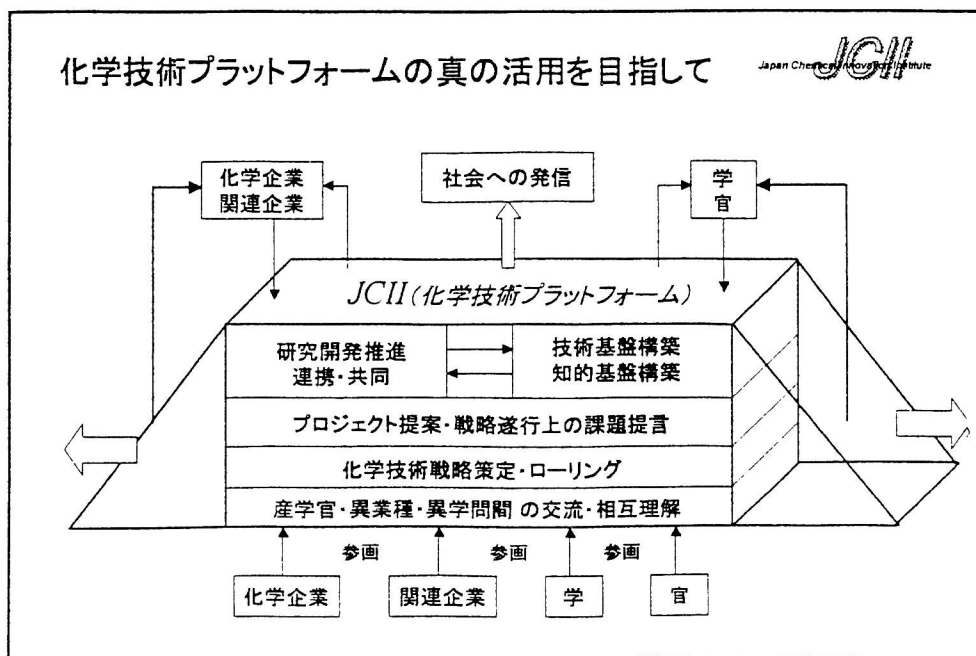 化学技術プラットフォームの真の活用を目指して
JCII
Japan Chemical Innovation Institute
化学企業
関連企業
社会への発信
学
官
JCII(化学技術プラットフォーム)
研究開発推進
連携・共同
技術基盤構築
知的基盤構築
プロジェクト提案・戦略遂行上の課題提言
化学技術戦略策定・ローリング
産学官・異業種・異学問間の交流・相互理解
参画
参画
参画
化学企業
関連企業
学
官